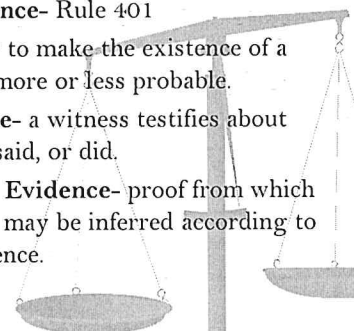 nce- Rule 401
to make the existence of a
more or less probable.
e- a witness testifies about
said, or did.
Evidence- proof from which
may be inferred according to
ence.